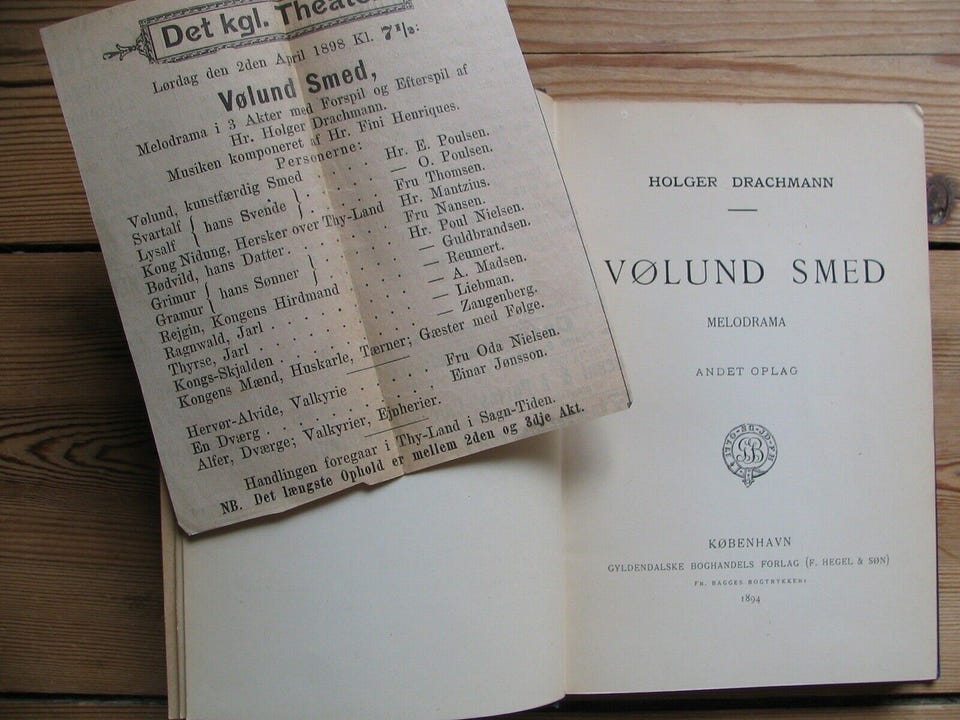 Det kgl. Theater
Lørdag den 2den April 1898 Kl. 7½:
Vølund Smed,
Melodrama i 3 Akter med Forspil og Efterspil af
Hr. Holger Drachmann.
Musiken komponeret af Hr. Fini Henriques.
Personerne:
Vølund, kunstfærdig Smed . . . . Hr. E. Poulsen.
Svartalf } hans Svende { . . . . — O. Poulsen.
Lysalf Fru Thomsen.
Kong Nidung, Hersker over Thy-Land Hr. Mantzius.
Bødvild, hans Datter . . . . Fru Nansen.
Grimur } hans Sønner { . . . . Hr. Poul Nielsen.
Gramur — Guldbrandsen.
Rejgin, Kongens Hirdmand . . . . — Reumert.
Ragnwald, Jarl . . . . — A. Madsen.
Thyrse, Jarl . . . . — Liebman.
Kongs-Skjalden . . . . — Zangenberg.
Kongens Mænd, Huskarle, Tærner; Gæster med Følge.
Hervør-Alvide, Valkyrie . . . . Fru Oda Nielsen.
En Dværg . . . . Einar Jønsson.
Alfer, Dværge; Valkyrier, Ejnherier.
Handlingen foregaar i Thy-Land i Sagn-Tiden.
NB. Det længste Ophold er mellem 2den og 3dje Akt.
HOLGER DRACHMANN
VØLUND SMED
MELODRAMA
ANDET OPLAG
KØBENHAVN
GYLDENDALSKE BOGHANDELS FORLAG (F. HEGEL & SØN)
FR. BAGGES BOGTRYKKERI
1894